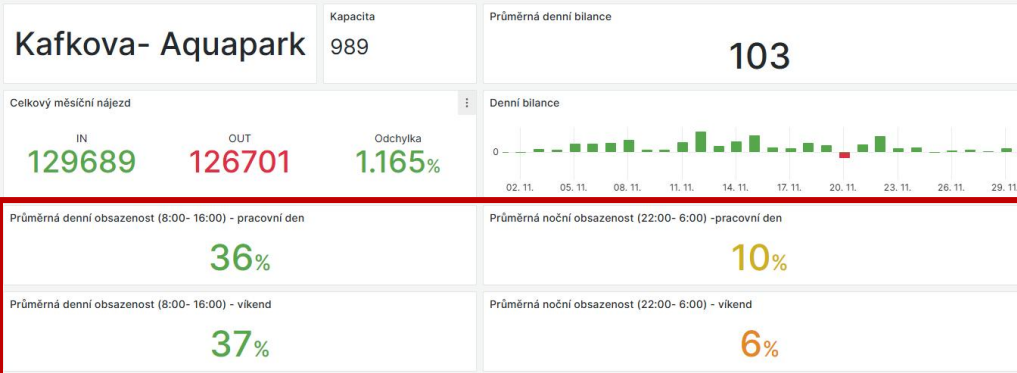 Kafkova- Aquapark
Kapacita
989
Průměrná denní bilance
103
Celkový měsíční nájezd
IN
129689
OUT
126701
Odchylka
1.165%
Denní bilance
0
02. 11. 05. 11. 08. 11. 11. 11. 14. 11. 17. 11. 20. 11. 23. 11. 26. 11. 29. 11.
Průměrná denní obsazenost (8:00- 16:00) - pracovní den
36%
Průměrná noční obsazenost (22:00- 6:00) -pracovní den
10%
Průměrná denní obsazenost (8:00- 16:00) - víkend
37%
Průměrná noční obsazenost (22:00- 6:00) - víkend
6%